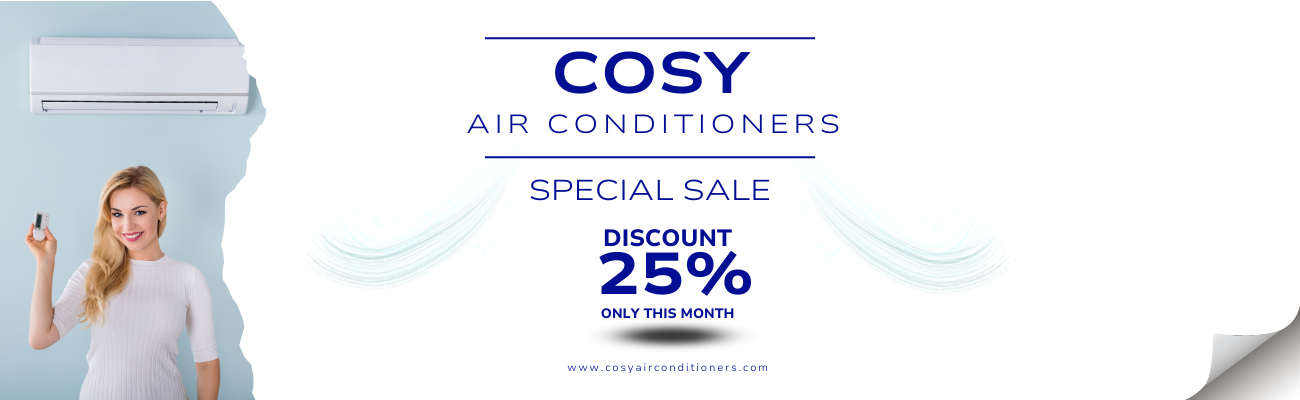 COSY
AIR CONDITIONERS
SPECIAL SALE
DISCOUNT
25%
ONLY THIS MONTH
www.cosyairconditioners.com